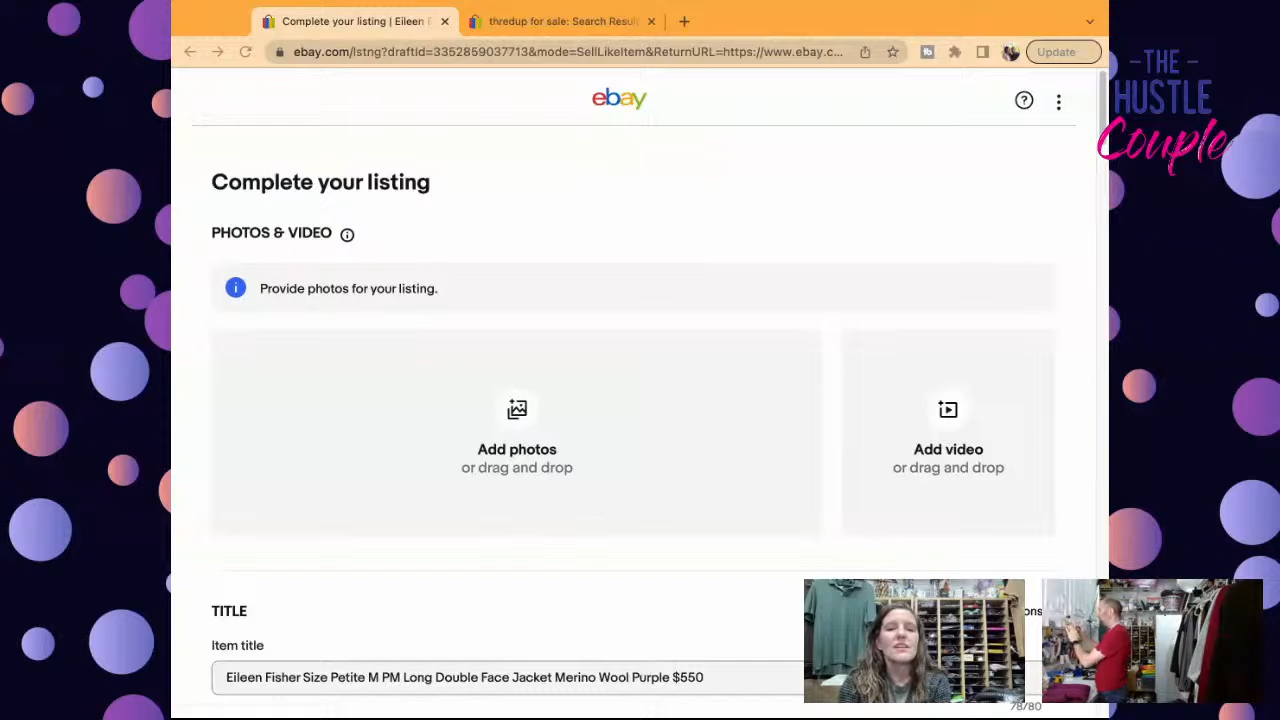 Complete your listing | Eileen F
thredup for sale: Search Resul
ebay.com/lstng?draftId=3352859037713&mode=SellLikeItem&ReturnURL=https://www.ebay.c...
Update
-THE-
HUSTLE
Couple
ebay
Complete your listing
PHOTOS & VIDEO
Provide photos for your listing.
Add photos
or drag and drop
Add video
or drag and drop
TITLE
ons
Item title
Eileen Fisher Size Petite M PM Long Double Face Jacket Merino Wool Purple $550
78/80